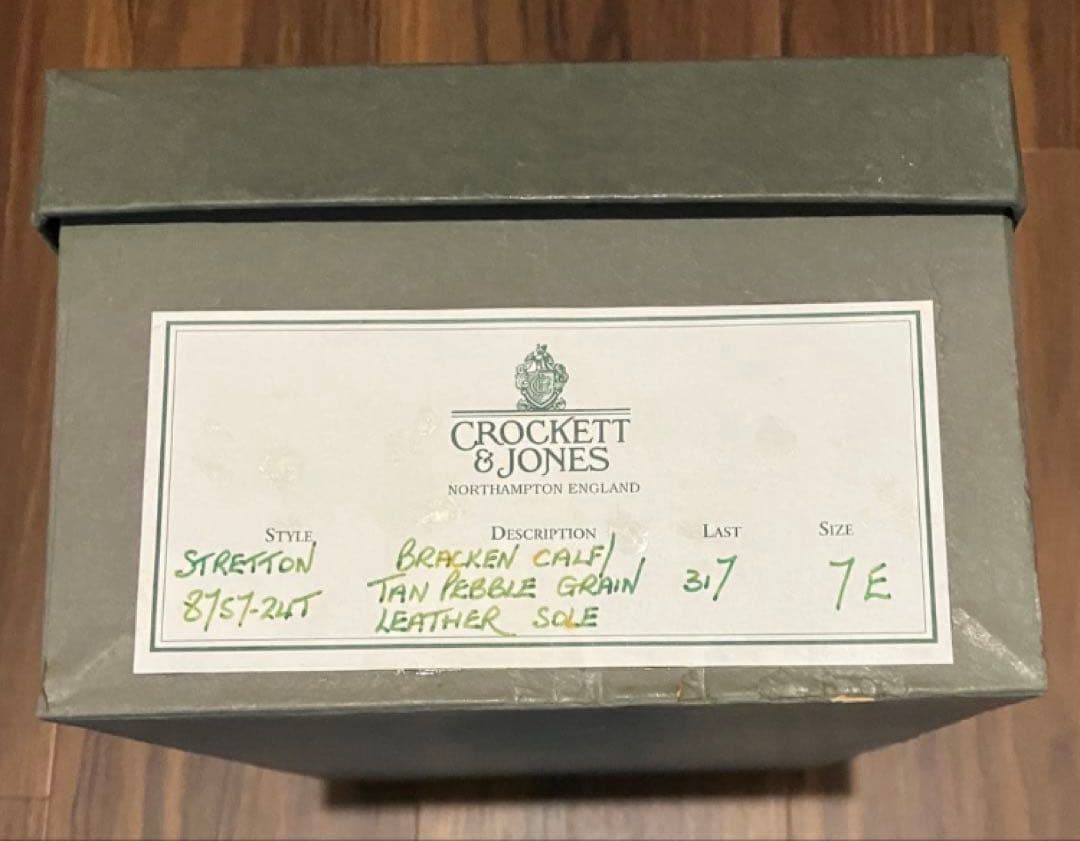 CROCKETT
& JONES
NORTHAMPTON ENGLAND
STYLE DESCRIPTION LAST SIZE
STRETTON BRACKEN CALF/ 317 7 E
8757-24T TAN PEBBLE GRAIN
LEATHER SOLE